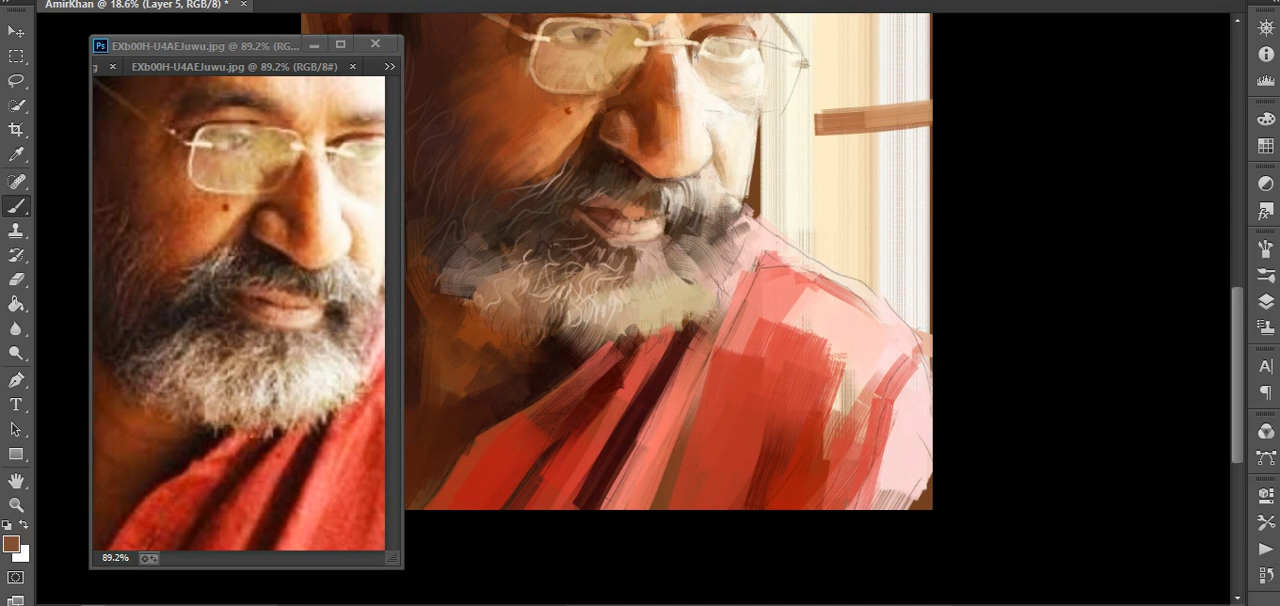 AmirKhan @ 18.6% (Layer 5, RGB/8) *
Ps EXb00H-U4AEJuwu.jpg @ 89.2% (RG...
g × EXb00H-U4AEJuwu.jpg @ 89.2% (RGB/8#) ×
89.2%